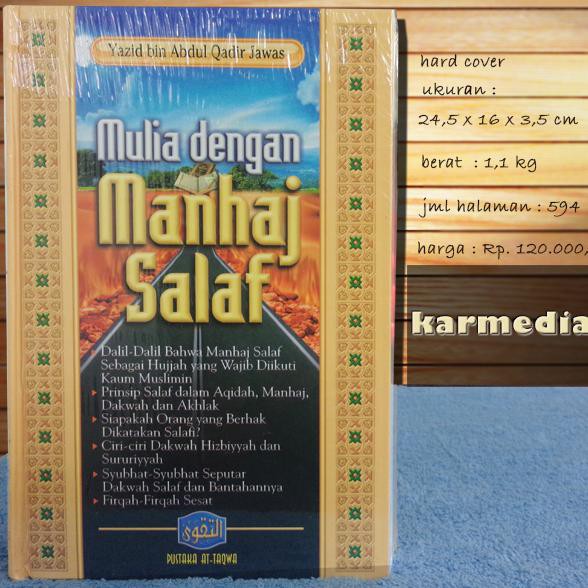 Yazid bin Abdul Qadir Jawas
Mulia dengan
Manhaj
Salaf
Dalil-Dalil Bahwa Manhaj Salaf
Sebagai Hujjah yang Wajib Diikuti
Kaum Muslimin
Prinsip Salaf dalam Aqidah, Manhaj,
Dakwah dan Akhlak
Siapakah Orang yang Berhak
Dikatakan Salafi?
Ciri-ciri Dakwah Hizbiyyah dan
Sururiyyah
Syubhat-Syubhat Seputar
Dakwah Salaf dan Bantahannya
Firqah-Firqah Sesat
التقوى
PUSTAKA AT-TAQWA
hard cover
ukuran :
24,5 x 16 x 3,5 cm
berat : 1,1 kg
jml halaman : 594
harga : Rp. 120.000,
karmedia